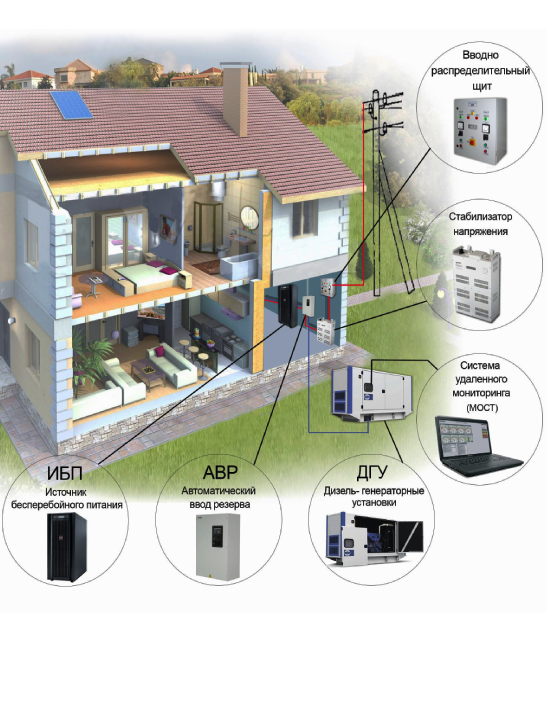 Вводно
распределительный
щит
Стабилизатор
напряжения
Система
удаленного
мониторинга
(МОСТ)
ИБП
Источник
бесперебойного питания
АВР
Автоматический
ввод резерва
ДГУ
Дизель- генераторные
установки